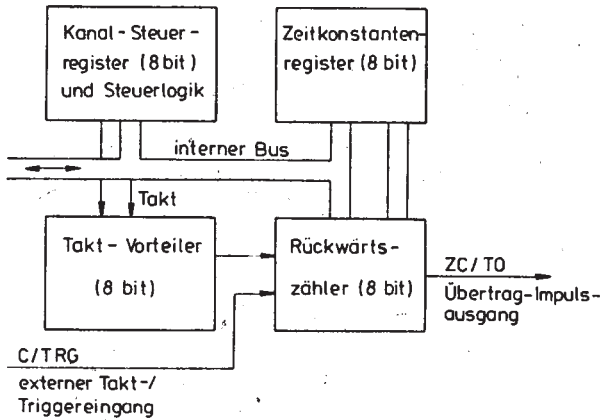 Kanal-Steuer-
register (8 bit)
und Steuerlogik
Zeitkonstanten-
register (8 bit)
interner Bus
Takt
Takt-Vorteiler
(8 bit)
Rückwärts-
zähler (8 bit)
ZC/TO
Übertrag-Impuls-
ausgang
C/TRG
externer Takt-/
Triggereingang